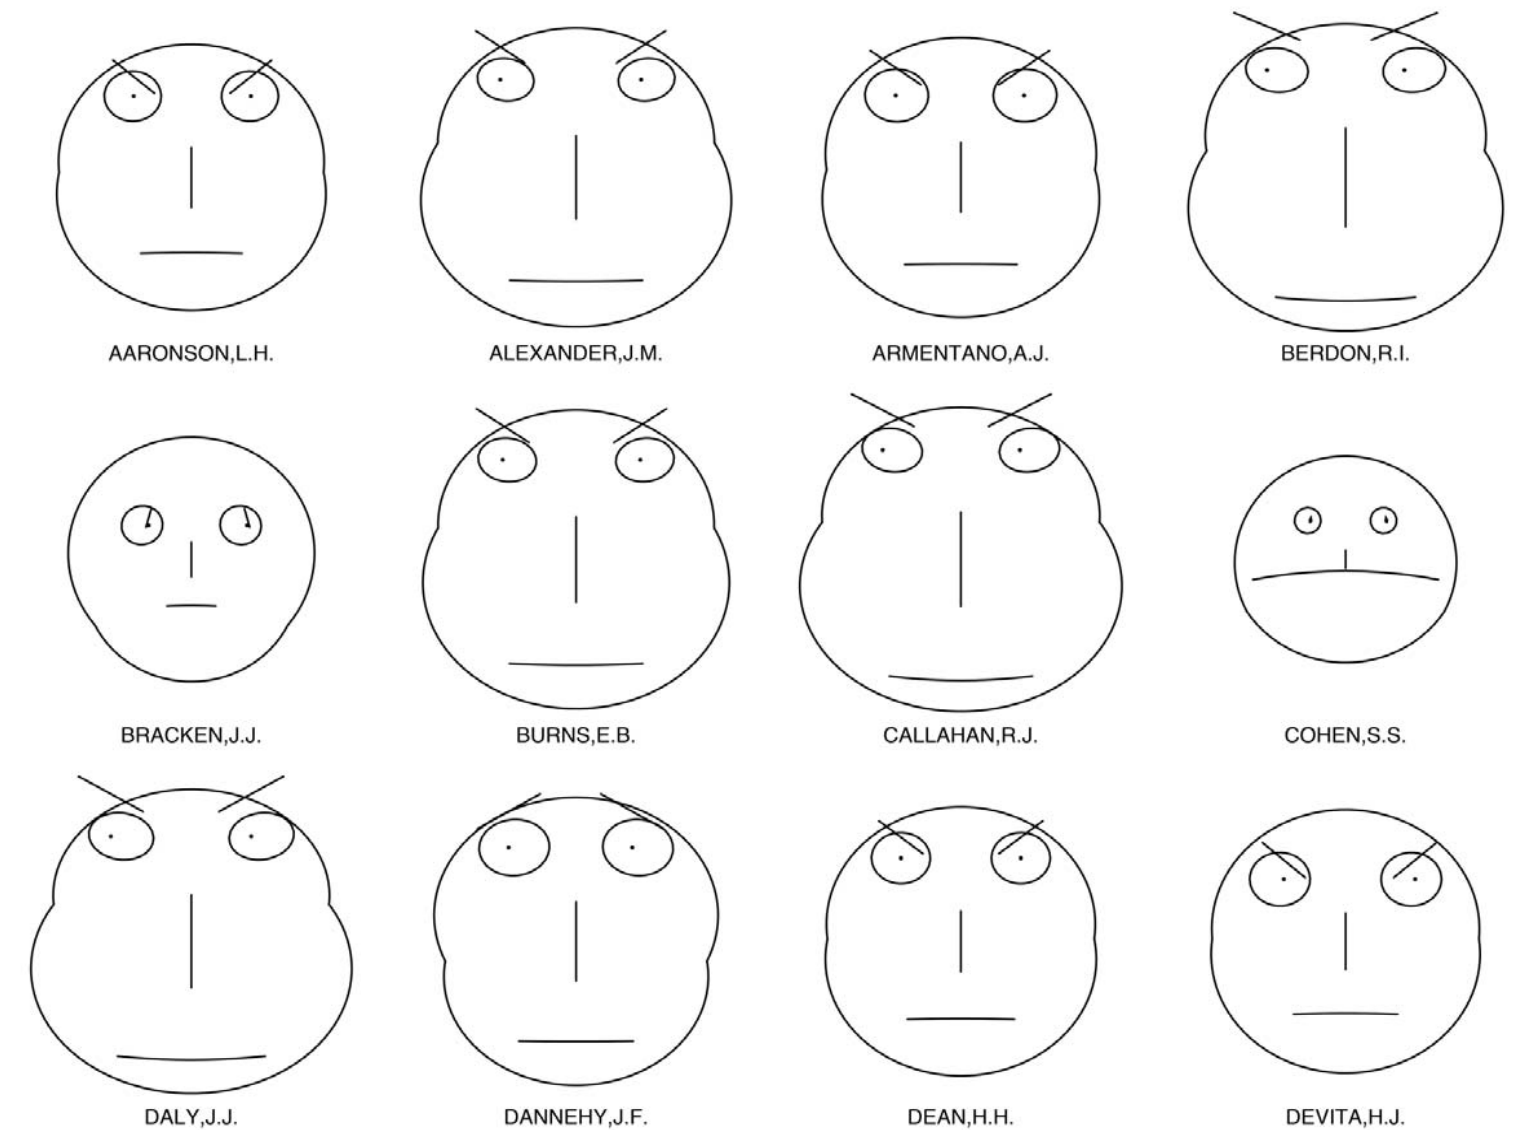 AARONSON,L.H.
ALEXANDER,J.M.
ARMENTANO,A.J.
BERDON,R.I.
BRACKEN,J.J.
BURNS,E.B.
CALLAHAN,R.J.
COHEN,S.S.
DALY,J.J.
DANNEHY,J.F.
DEAN,H.H.
DEVITA,H.J.